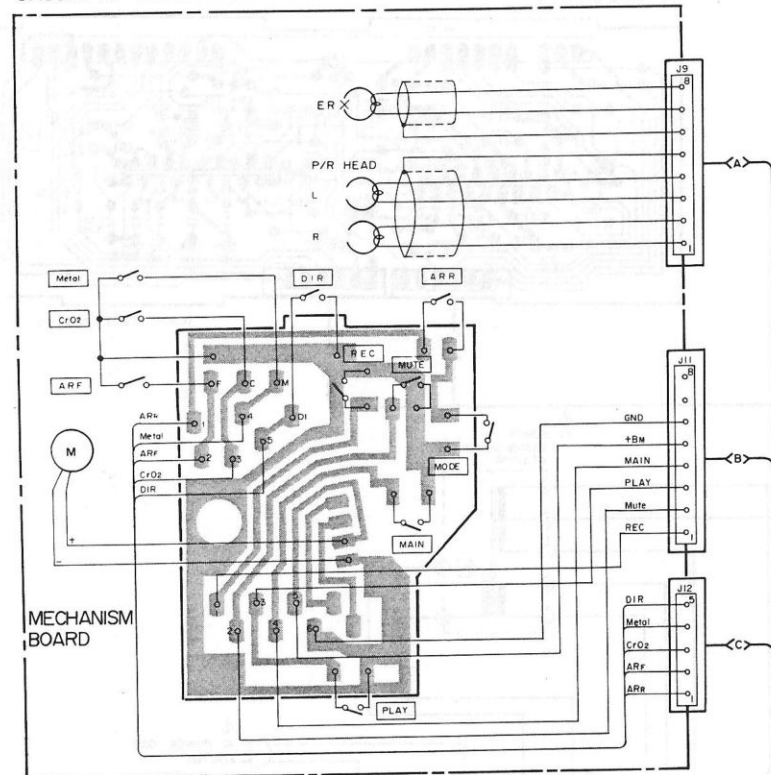 J9
8
ER
<A>
P/R HEAD
L
R
1
DIR
ARR
Metal
CrO2
REC
MUTE
J11
8
ARF
F
C
M
D1
ARR
1
4
GND
Metal
5
+BM
ARF
2
3
M
CrO2
MODE
MAIN
<B>
DIR
PLAY
Mute
MAIN
REC
1
+
-
J12
3
5
DIR
5
MECHANISM
BOARD
2
4
6
Metal
CrO2
<C>
ARF
ARR
1
PLAY